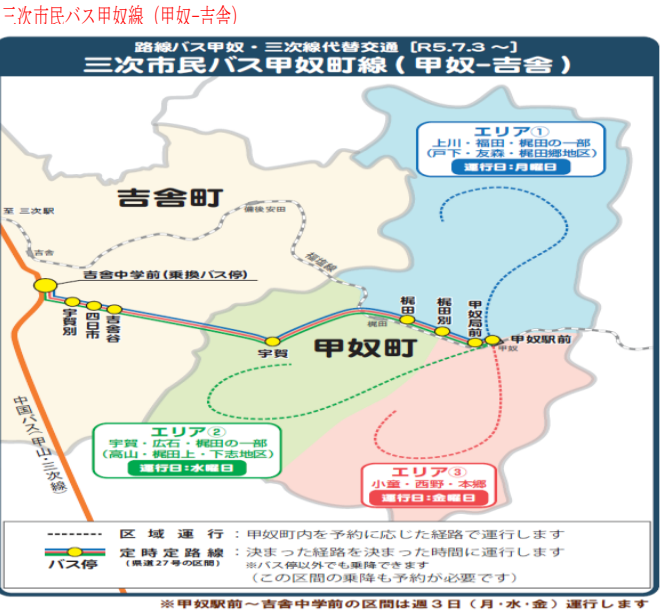 三次市民バス甲奴線（甲奴-吉舎）
路線バス甲奴・三次線代替交通［R5.7.3～］
三次市民バス甲奴町線（甲奴-吉舎）
エリア①
上川・福田・梶田の一部
（戸下・友森・梶田郷地区）
運行日:月曜日
吉舎町
至 三次駅
備後安田
吉舎
福塩線
吉舎中学前(乗換バス停)
宇賀別
四日市
吉舎谷
宇賀
梶田
梶田
梶田別
甲奴局前
甲奴駅前
甲奴
甲奴町
中国バス(甲山・三次線)
エリア②
宇賀・広石・梶田の一部
（高山・梶田上・下志地区）
運行日:水曜日
エリア③
小童・西野・本郷
運行日:金曜日
区域運行：甲奴町内を予約に応じた経路で運行します
バス停
定時定路線：決まった経路を決まった時間に運行します
（県道27号の区間）
※バス停以外でも乗降できます
（この区間の乗降も予約が必要です）
※甲奴駅前～吉舎中学前の区間は週３日（月・水・金）運行します